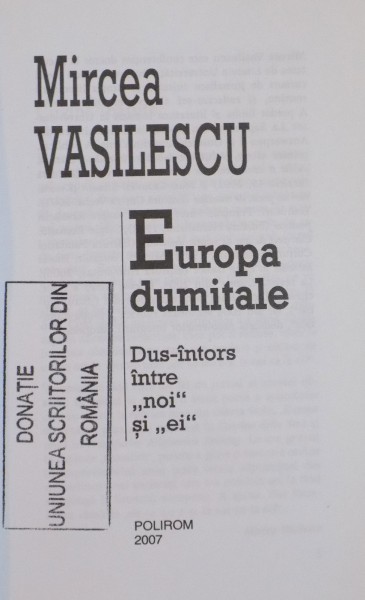 Mircea
VASILESCU
Europa
dumitale
Dus-întors
între
„noi“
și „ei“
DONAȚIE
UNIUNEA SCRIITORILOR DIN
ROMÂNIA
POLIROM
2007